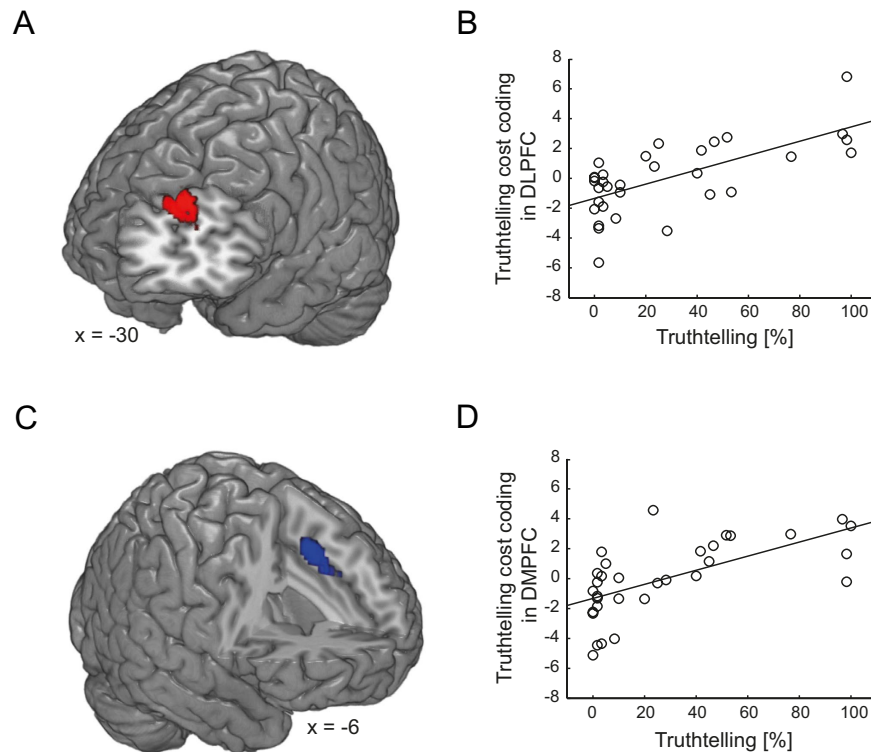 A
x = -30
B
Truthtelling cost coding
in DLPFC
8
6
4
2
0
-2
-4
-6
-8
0 20 40 60 80 100
Truthtelling [%]
C
x = -6
D
Truthtelling cost coding
in DMPFC
8
6
4
2
0
-2
-4
-6
-8
0 20 40 60 80 100
Truthtelling [%]